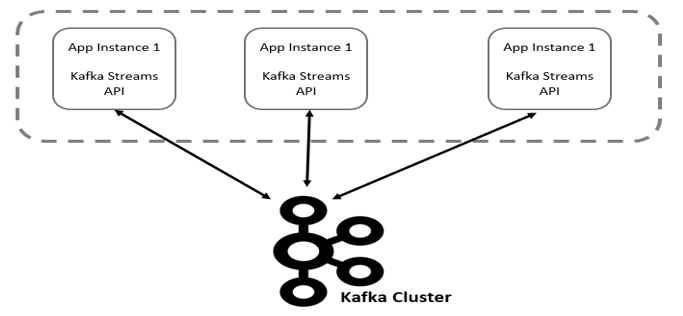 App Instance 1
Kafka Streams
API
App Instance 1
Kafka Streams
API
App Instance 1
Kafka Streams
API
Kafka Cluster